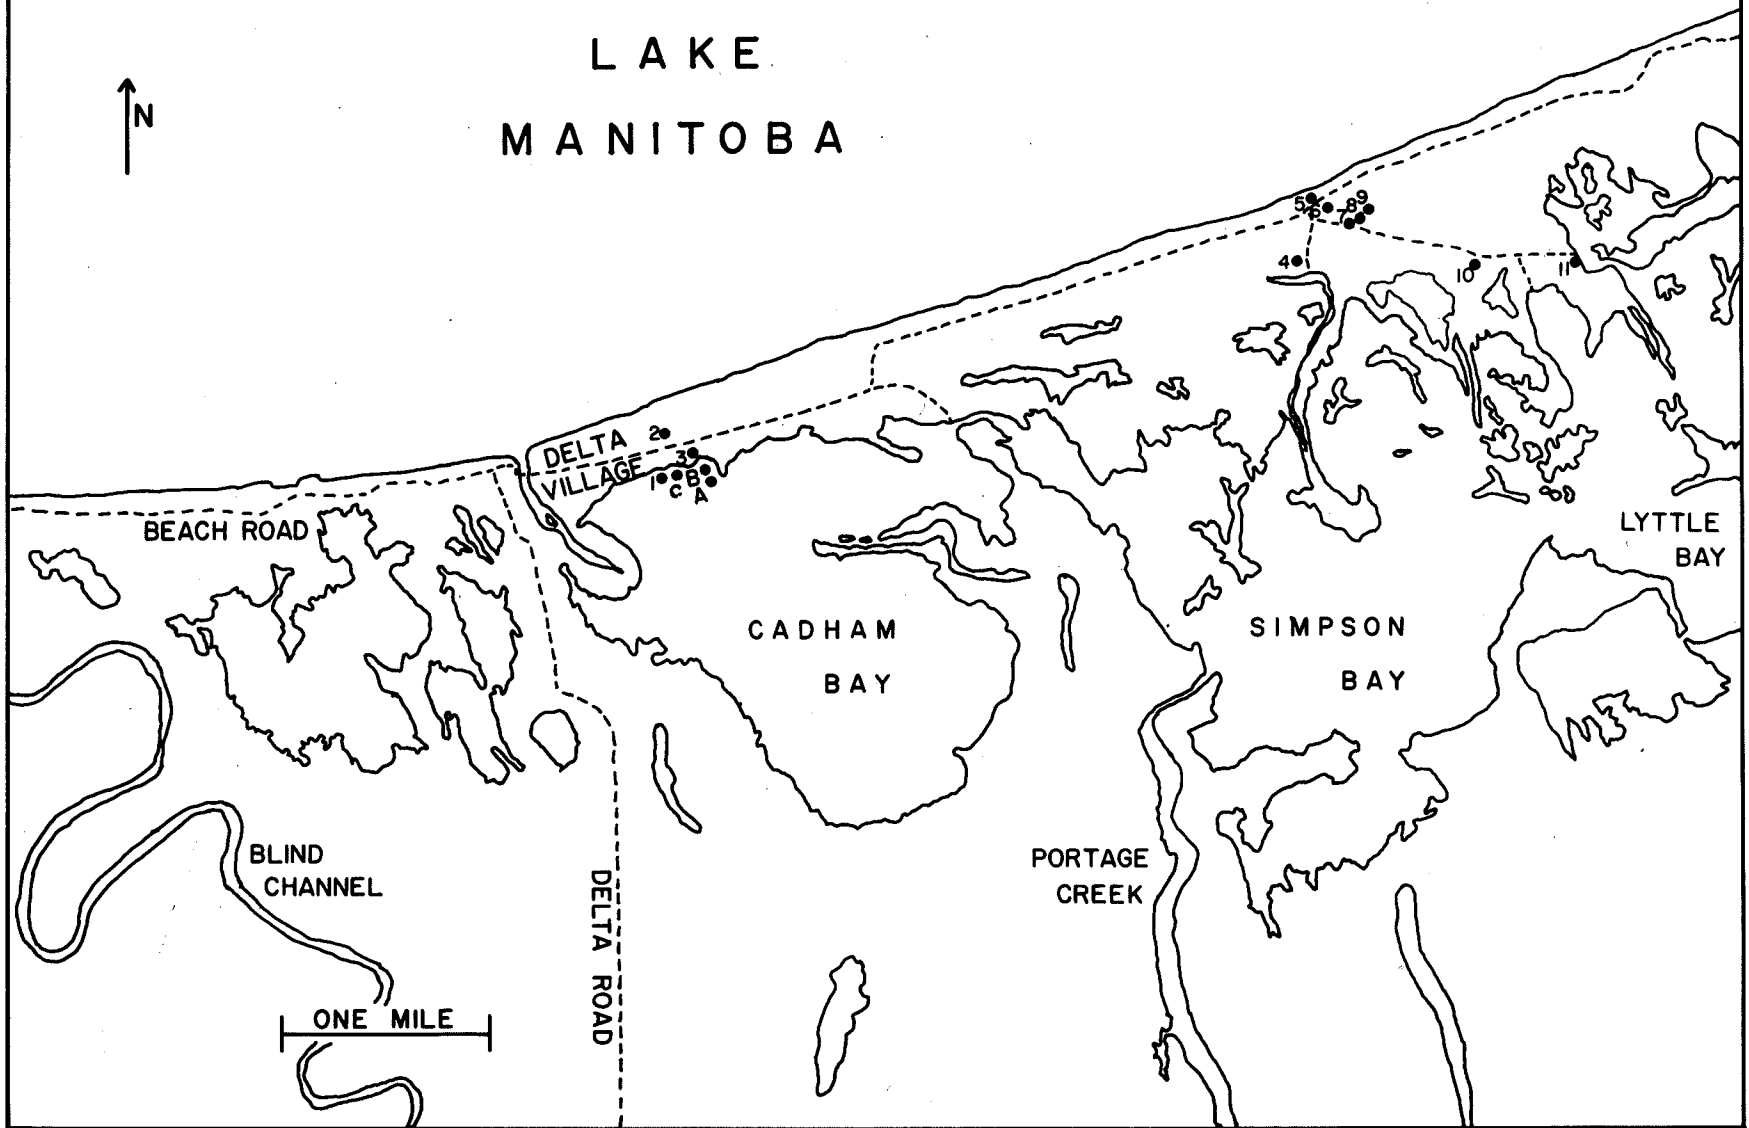 LAKE
MANITOBA
N
5 6 7 8 9
4
10
11
DELTA
VILLAGE
2
3
1
C
B
A
BEACH ROAD
LYTTLE
BAY
CADHAM
BAY
SIMPSON
BAY
BLIND
CHANNEL
PORTAGE
CREEK
DELTA ROAD
ONE MILE